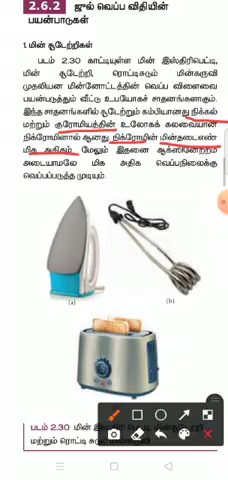 2.6.2 ஜுல் வெப்ப விதியின்
பயன்பாடுகள்
1. மின் சூடேற்றிகள்
படம் 2.30 காட்டியுள்ள மின் இஸ்திரிபெட்டி,
மின் சூடேற்றி, ரொட்டிசுடும் மின்கருவி
முதலியன மின்னோட்டத்தின் வெப்ப விளைவை
பயன்படுத்தும் வீட்டு உபயோகச் சாதனங்களாகும்.
இந்த சாதனங்களில் சூடேற்றும் கம்பியானது நிக்கல்
மற்றும் குரோமியத்தின் உலோகக் கலவையான
நிக்ரோமினால் ஆனது நிக்ரோமின் மின்தடைஎண்
மிக அதிகம் மேலும் இதனை ஆக்ஸினேற்றம்
அடையாமலே மிக அதிக வெப்பநிலைக்கு
வெப்பப்படுத்த முடியும்.
(a) (b)
படம் 2.30 மின்
மற்றும் ரொட்டி